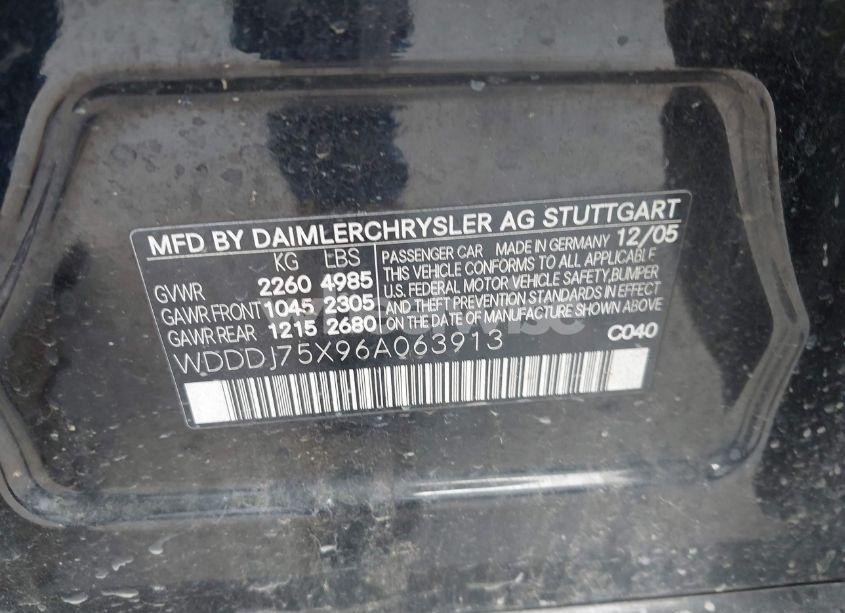 MFD BY DAIMLERCHRYSLER AG STUTTGART
KG LBS
GVWR 2260 4985
GAWR FRONT 1045 2305
GAWR REAR 1215 2680
PASSENGER CAR MADE IN GERMANY 12/05
THIS VEHICLE CONFORMS TO ALL APPLICABLE
U.S. FEDERAL MOTOR VEHICLE SAFETY,BUMPER
AND THEFT PREVENTION STANDARDS IN EFFECT
ON THE DATE OF MANUFACTURE SHOWN ABOVE
WDDDJ75X96A063913
C040